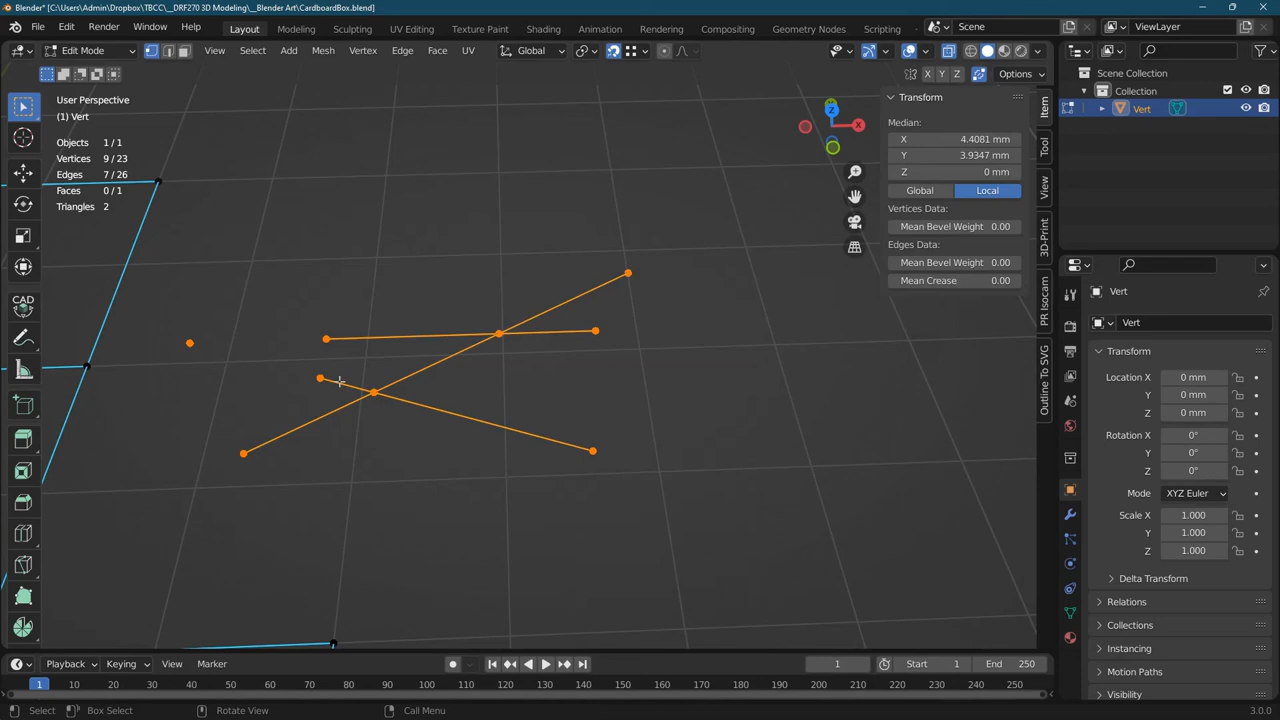 Blender* [C:\Users\Admin\Dropbox\TBCC\__DRF270 3D Modeling\__Blender Art\CardboardBox.blend]
File Edit Render Window Help Layout Modeling Sculpting UV Editing Texture Paint Shading Animation Rendering Compositing Geometry Nodes Scripting Scene ViewLayer
Edit Mode View Select Add Mesh Vertex Edge Face UV Global
X Y Z Options
User Perspective
(1) Vert
Objects 1/1
Vertices 9/23
Edges 7/26
Faces 0/1
Triangles 2
CAD
Z
X
Transform
Median:
X 4.4081 mm
Y 3.9347 mm
Z 0 mm
Global Local
Vertices Data:
Mean Bevel Weight 0.00
Edges Data:
Mean Bevel Weight 0.00
Mean Crease 0.00
Item
Tool
View
3D-Print
PR Isocam
Outline To SVG
Scene Collection
Collection
Vert
Vert
Vert
Transform
Location X 0 mm
Y 0 mm
Z 0 mm
Rotation X 0°
Y 0°
Z 0°
Mode XYZ Euler
Scale X 1.000
Y 1.000
Z 1.000
Delta Transform
Relations
Collections
Instancing
Motion Paths
Visibility
Playback Keying View Marker 1 Start 1 End 250
1 10 20 30 40 50 60 70 80 90 100 110 120 130 140 150 160 170 180 190 200 210 220 230 240 250
Select Box Select Rotate View Call Menu 3.0.0